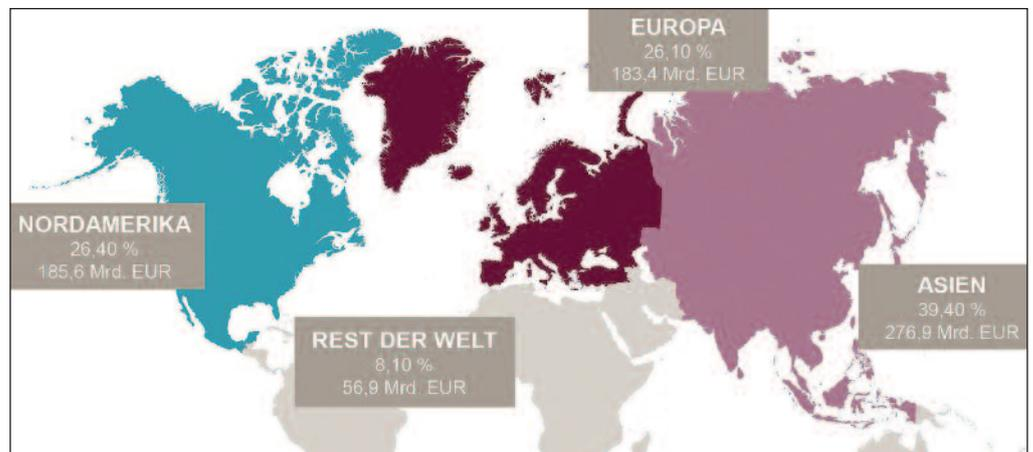 EUROPA
26,10 %
183,4 Mrd. EUR
NORDAMERIKA
26,40 %
185,6 Mrd. EUR
ASIEN
39,40 %
276,9 Mrd. EUR
REST DER WELT
8,10 %
56,9 Mrd. EUR